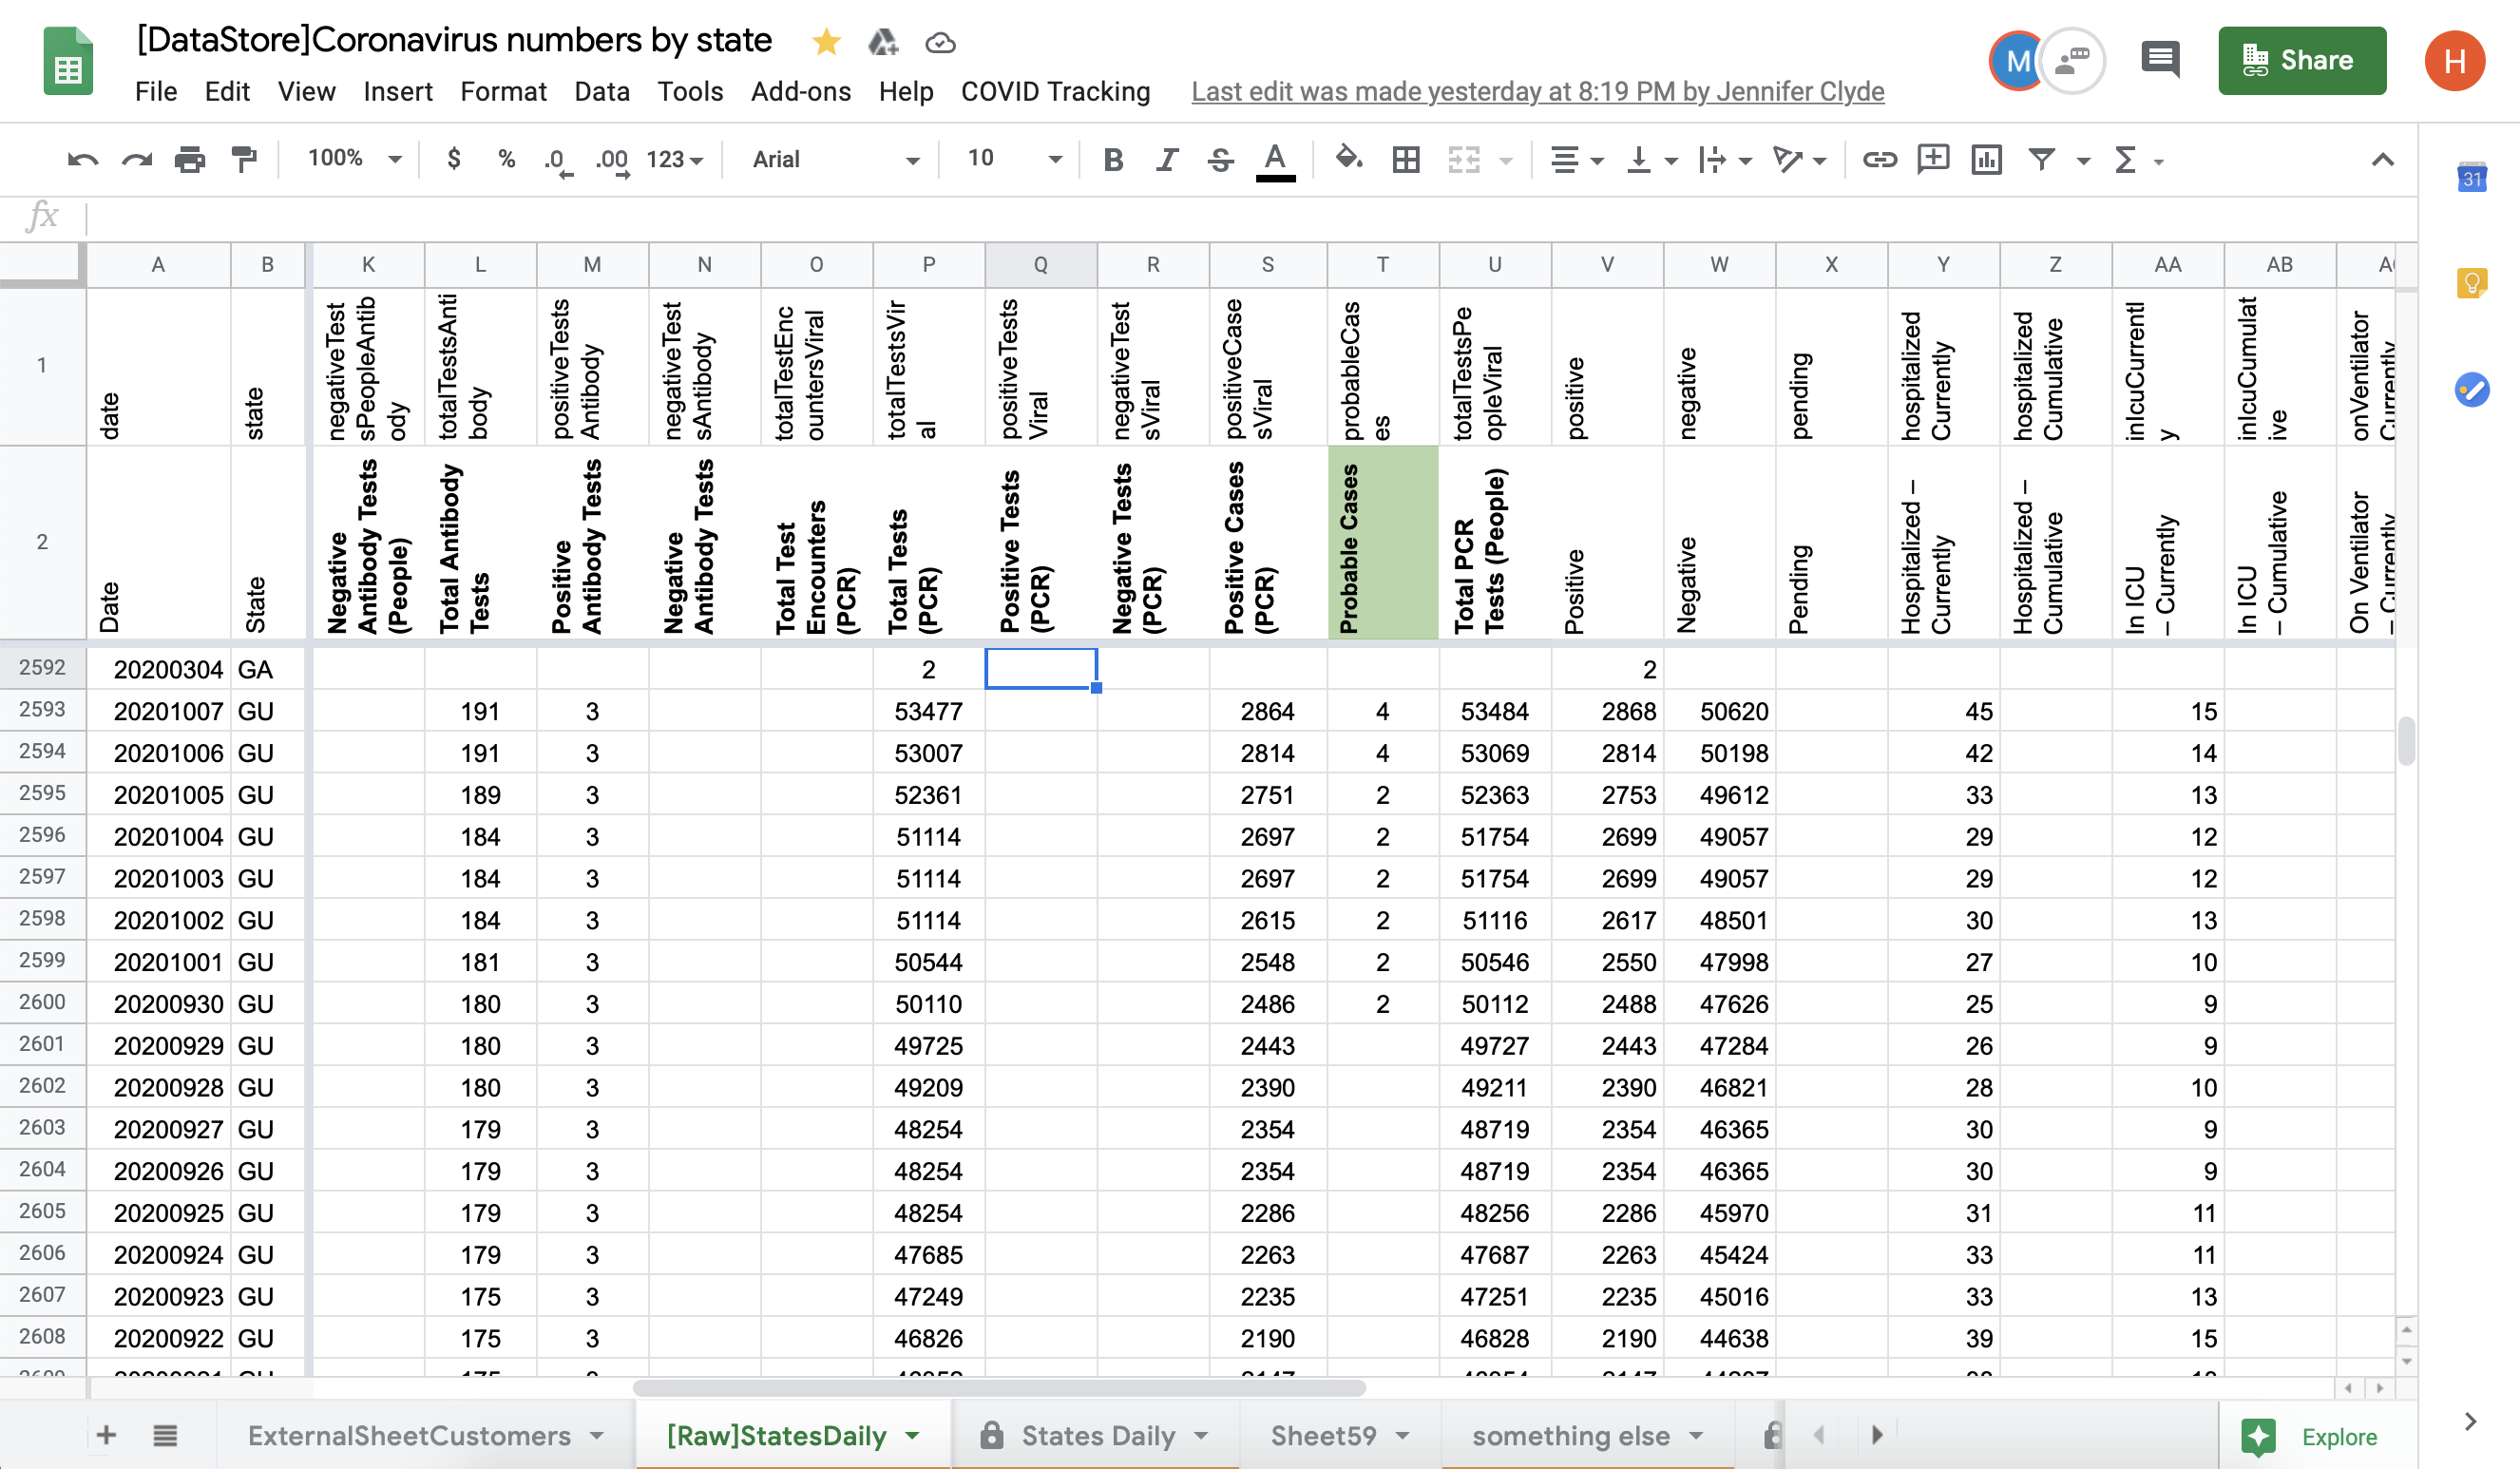 [DataStore]Coronavirus numbers by state
File Edit View Insert Format Data Tools Add-ons Help COVID Tracking Last edit was made yesterday at 8:19 PM by Jennifer Clyde
M
Share
H
100% $ % .0 .00 123 Arial 10 B I S A Σ
31
fx
A B K L M N O P Q R S T U V W X Y Z AA AB
1 date state negativeTestsPeopleAntibody totalTestsAntibody positiveTestsAntibody negativeTestsAntibody totalTestEncountersViral totalTestsViral positiveTestsViral negativeTestsViral positiveCasesViral probableCases totalTestsPeopleViral positive negative pending hospitalizedCurrently hospitalizedCumulative inIcuCurrently inIcuCumulative onVentilatorCurrently
2 Date State Negative Antibody Tests (People) Total Antibody Tests Positive Antibody Tests Negative Antibody Tests Total Test Encounters (PCR) Total Tests (PCR) Positive Tests (PCR) Negative Tests (PCR) Positive Cases (PCR) Probable Cases Total PCR Tests (People) Positive Negative Pending Hospitalized – Currently Hospitalized – Cumulative In ICU – Currently In ICU – Cumulative On Ventilator – Currently
2592 20200304 GA 2 2
2593 20201007 GU 191 3 53477 2864 4 53484 2868 50620 45 15
2594 20201006 GU 191 3 53007 2814 4 53069 2814 50198 42 14
2595 20201005 GU 189 3 52361 2751 2 52363 2753 49612 33 13
2596 20201004 GU 184 3 51114 2697 2 51754 2699 49057 29 12
2597 20201003 GU 184 3 51114 2697 2 51754 2699 49057 29 12
2598 20201002 GU 184 3 51114 2615 2 51116 2617 48501 30 13
2599 20201001 GU 181 3 50544 2548 2 50546 2550 47998 27 10
2600 20200930 GU 180 3 50110 2486 2 50112 2488 47626 25 9
2601 20200929 GU 180 3 49725 2443 49727 2443 47284 26 9
2602 20200928 GU 180 3 49209 2390 49211 2390 46821 28 10
2603 20200927 GU 179 3 48254 2354 48719 2354 46365 30 9
2604 20200926 GU 179 3 48254 2354 48719 2354 46365 30 9
2605 20200925 GU 179 3 48254 2286 48256 2286 45970 31 11
2606 20200924 GU 179 3 47685 2263 47687 2263 45424 33 11
2607 20200923 GU 175 3 47249 2235 47251 2235 45016 33 13
2608 20200922 GU 175 3 46826 2190 46828 2190 44638 39 15
ExternalSheetCustomers [Raw]StatesDaily States Daily Sheet59 something else Explore